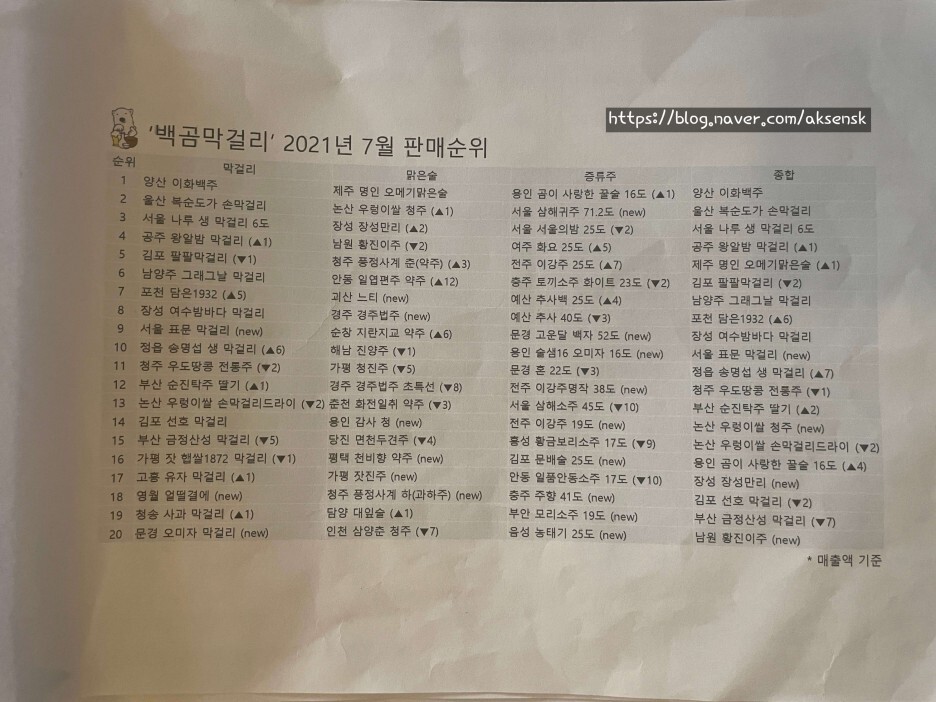 https://blog.naver.com/aksensk
'백곰막걸리' 2021년 7월 판매순위
순위 막걸리 맑은술 증류주 종합
1 양산 이화백주 제주 명인 오메기맑은술 용인 곰이 사랑한 꿀술 16도 (▲1) 양산 이화백주
2 울산 복순도가 손막걸리 논산 우렁이쌀 청주 (▲1) 서울 삼해귀주 71.2도 (new) 울산 복순도가 손막걸리
3 서울 나루 생 막걸리 6도 장성 장성만리 (▲2) 서울 서울의밤 25도 (▼2) 서울 나루 생 막걸리 6도
4 공주 왕알밤 막걸리 (▲1) 남원 황진이주 (▼2) 여주 화요 25도 (▲5) 공주 왕알밤 막걸리 (▲1)
5 김포 팔팔막걸리 (▼1) 청주 풍정사계 춘(약주) (▲3) 전주 이강주 25도 (▲7) 제주 명인 오메기맑은술 (▲1)
6 남양주 그래그날 막걸리 안동 일엽편주 약주 (▲12) 충주 토끼소주 화이트 23도 (▼2) 김포 팔팔막걸리 (▼2)
7 포천 담은1932 (▲5) 괴산 느티 (new) 예산 추사백 25도 (▲4) 남양주 그래그날 막걸리
8 장성 여수밤바다 막걸리 경주 경주법주 (new) 예산 추사 40도 (▼3) 포천 담은1932 (▲6)
9 서울 표문 막걸리 (new) 순창 지란지교 약주 (▲6) 문경 고운달 백자 52도 (new) 장성 여수밤바다 막걸리
10 정읍 송명섭 생 막걸리 (▲6) 해남 진양주 (▼1) 용인 술샘16 오미자 16도 (new) 서울 표문 막걸리 (new)
11 청주 우도땅콩 전통주 (▼2) 가평 청진주 (▼5) 문경 혼 22도 (▼3) 정읍 송명섭 생 막걸리 (▲7)
12 부산 순진탁주 딸기 (▲1) 경주 경주법주 초특선 (▼8) 전주 이강주명작 38도 (new) 청주 우도땅콩 전통주 (▼1)
13 논산 우렁이쌀 손막걸리드라이 (▼2) 춘천 화전일취 약주 (▼3) 서울 삼해소주 45도 (▼10) 부산 순진탁주 딸기 (▲2)
14 김포 선호 막걸리 용인 감사 청 (new) 전주 이강주 19도 (new) 논산 우렁이쌀 청주 (new)
15 부산 금정산성 막걸리 (▼5) 당진 면천두견주 (▼4) 홍성 황금보리소주 17도 (▼9) 논산 우렁이쌀 손막걸리드라이 (▼2)
16 가평 잣 햅쌀1872 막걸리 (▼1) 평택 천비향 약주 (new) 김포 문배술 25도 (new) 용인 곰이 사랑한 꿀술 16도 (▲4)
17 고흥 유자 막걸리 (▲1) 가평 잣진주 (new) 안동 일품안동소주 17도 (▼10) 장성 장성만리 (new)
18 영월 얼떨결에 (new) 청주 풍정사계 하(과하주) (new) 충주 주향 41도 (new) 김포 선호 막걸리 (▼2)
19 청송 사과 막걸리 (▲1) 담양 대잎술 (▲1) 부안 모리소주 19도 (new) 부산 금정산성 막걸리 (▼7)
20 문경 오미자 막걸리 (new) 인천 삼양춘 청주 (▼7) 음성 농태기 25도 (new) 남원 황진이주 (new)
* 매출액 기준